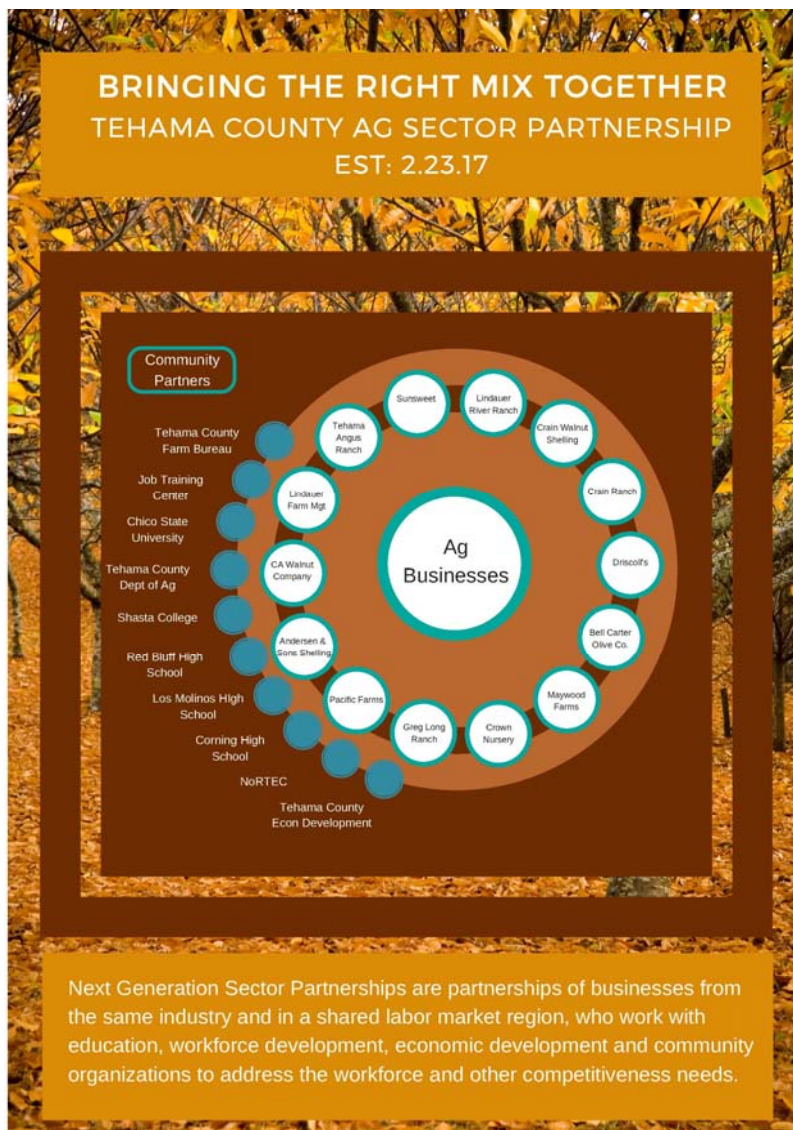 BRINGING THE RIGHT MIX TOGETHER
TEHAMA COUNTY AG SECTOR PARTNERSHIP
EST: 2.23.17
Community
Partners
Tehama County
Farm Bureau
Job Training
Center
Chico State
University
Tehama County
Dept of Ag
Shasta College
Red Bluff High
School
Los Molinos HIgh
School
Corning High
School
NoRTEC
Tehama County
Econ Development
Sunsweet
Lindauer
River Ranch
Crain Walnut
Shelling
Crain Ranch
Driscoll's
Bell Carter
Olive Co.
Maywood
Farms
Crown
Nursery
Greg Long
Ranch
Pacific Farms
Andersen &
Sons Shelling
CA Walnut
Company
Lindauer
Farm Mgt
Tehama
Angus
Ranch
Ag
Businesses
Next Generation Sector Partnerships are partnerships of businesses from
the same industry and in a shared labor market region, who work with
education, workforce development, economic development and community
organizations to address the workforce and other competitiveness needs.